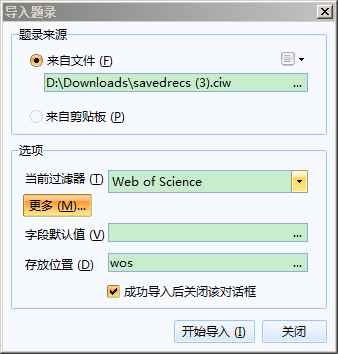 导入题录
题录来源
来自文件 (F)
D:\Downloads\savedrecs (3).ciw ...
来自剪贴板 (P)
选项
当前过滤器 (T) Web of Science
更多 (M)...
字段默认值 (V) ...
存放位置 (D) wos ...
成功导入后关闭该对话框
开始导入 (I) 关闭